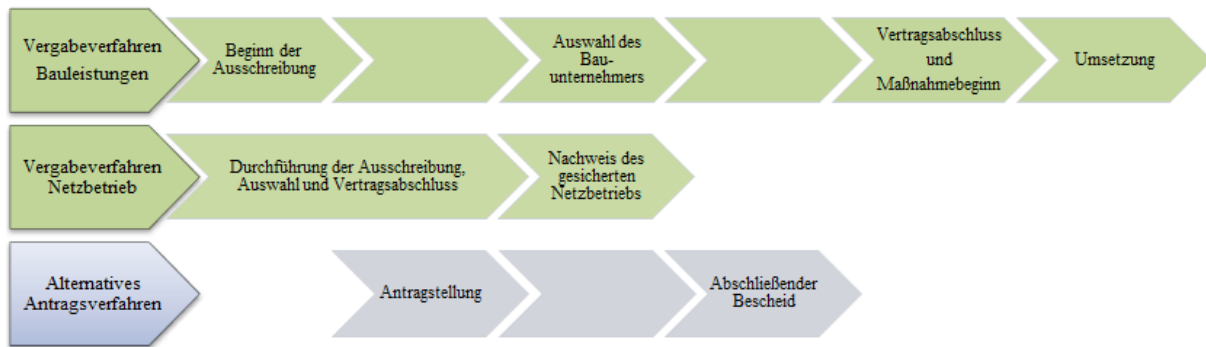 Vergabeverfahren
Bauleistungen
Beginn der
Ausschreibung
Auswahl des
Bau-
unternehmers
Vertragsabschluss
und
Maßnahmebeginn
Umsetzung
Vergabeverfahren
Netzbetrieb
Durchführung der Ausschreibung,
Auswahl und Vertragsabschluss
Nachweis des
gesicherten
Netzbetriebs
Alternatives
Antragsverfahren
Antragstellung
Abschließender
Bescheid